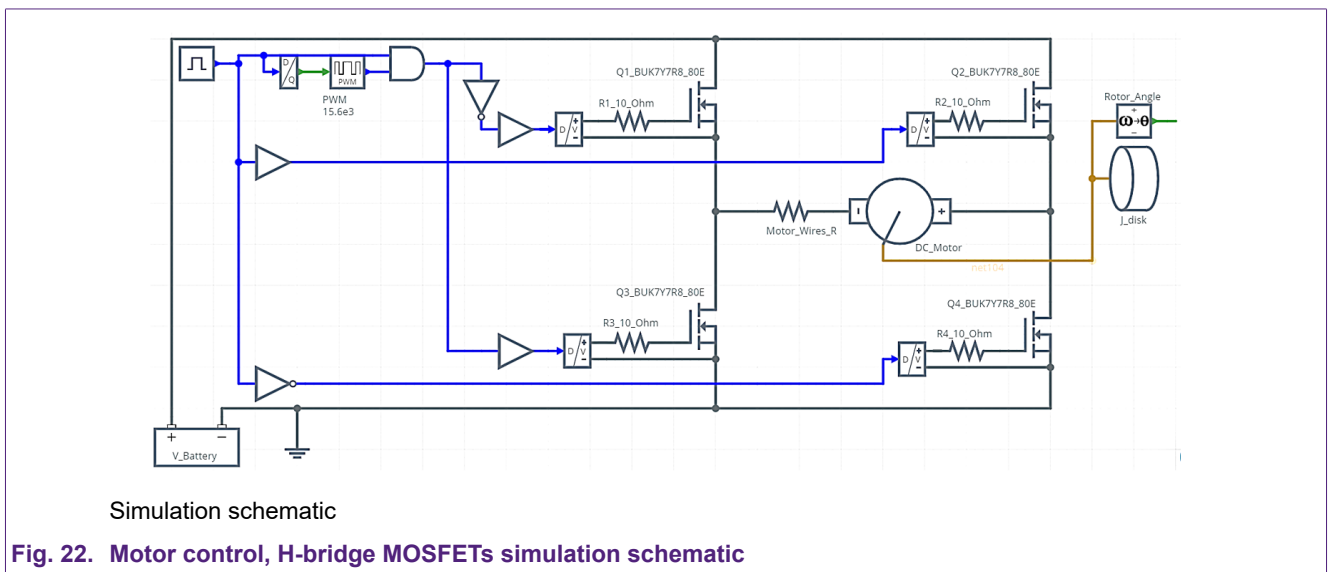 Q1_BUK7Y7R8_80E
Q2_BUK7Y7R8_80E
D
Q
PWM
PWM
15.6e3
R1_10_Ohm
D
+
V
−
R2_10_Ohm
D
+
V
−
Rotor_Angle
ω→θ
+
−
Motor_Wires_R
-
+
DC_Motor
J_disk
net104
Q3_BUK7Y7R8_80E
Q4_BUK7Y7R8_80E
R3_10_Ohm
D
+
V
−
R4_10_Ohm
D
+
V
−
+ −
V_Battery
Simulation schematic
Fig. 22. Motor control, H-bridge MOSFETs simulation schematic